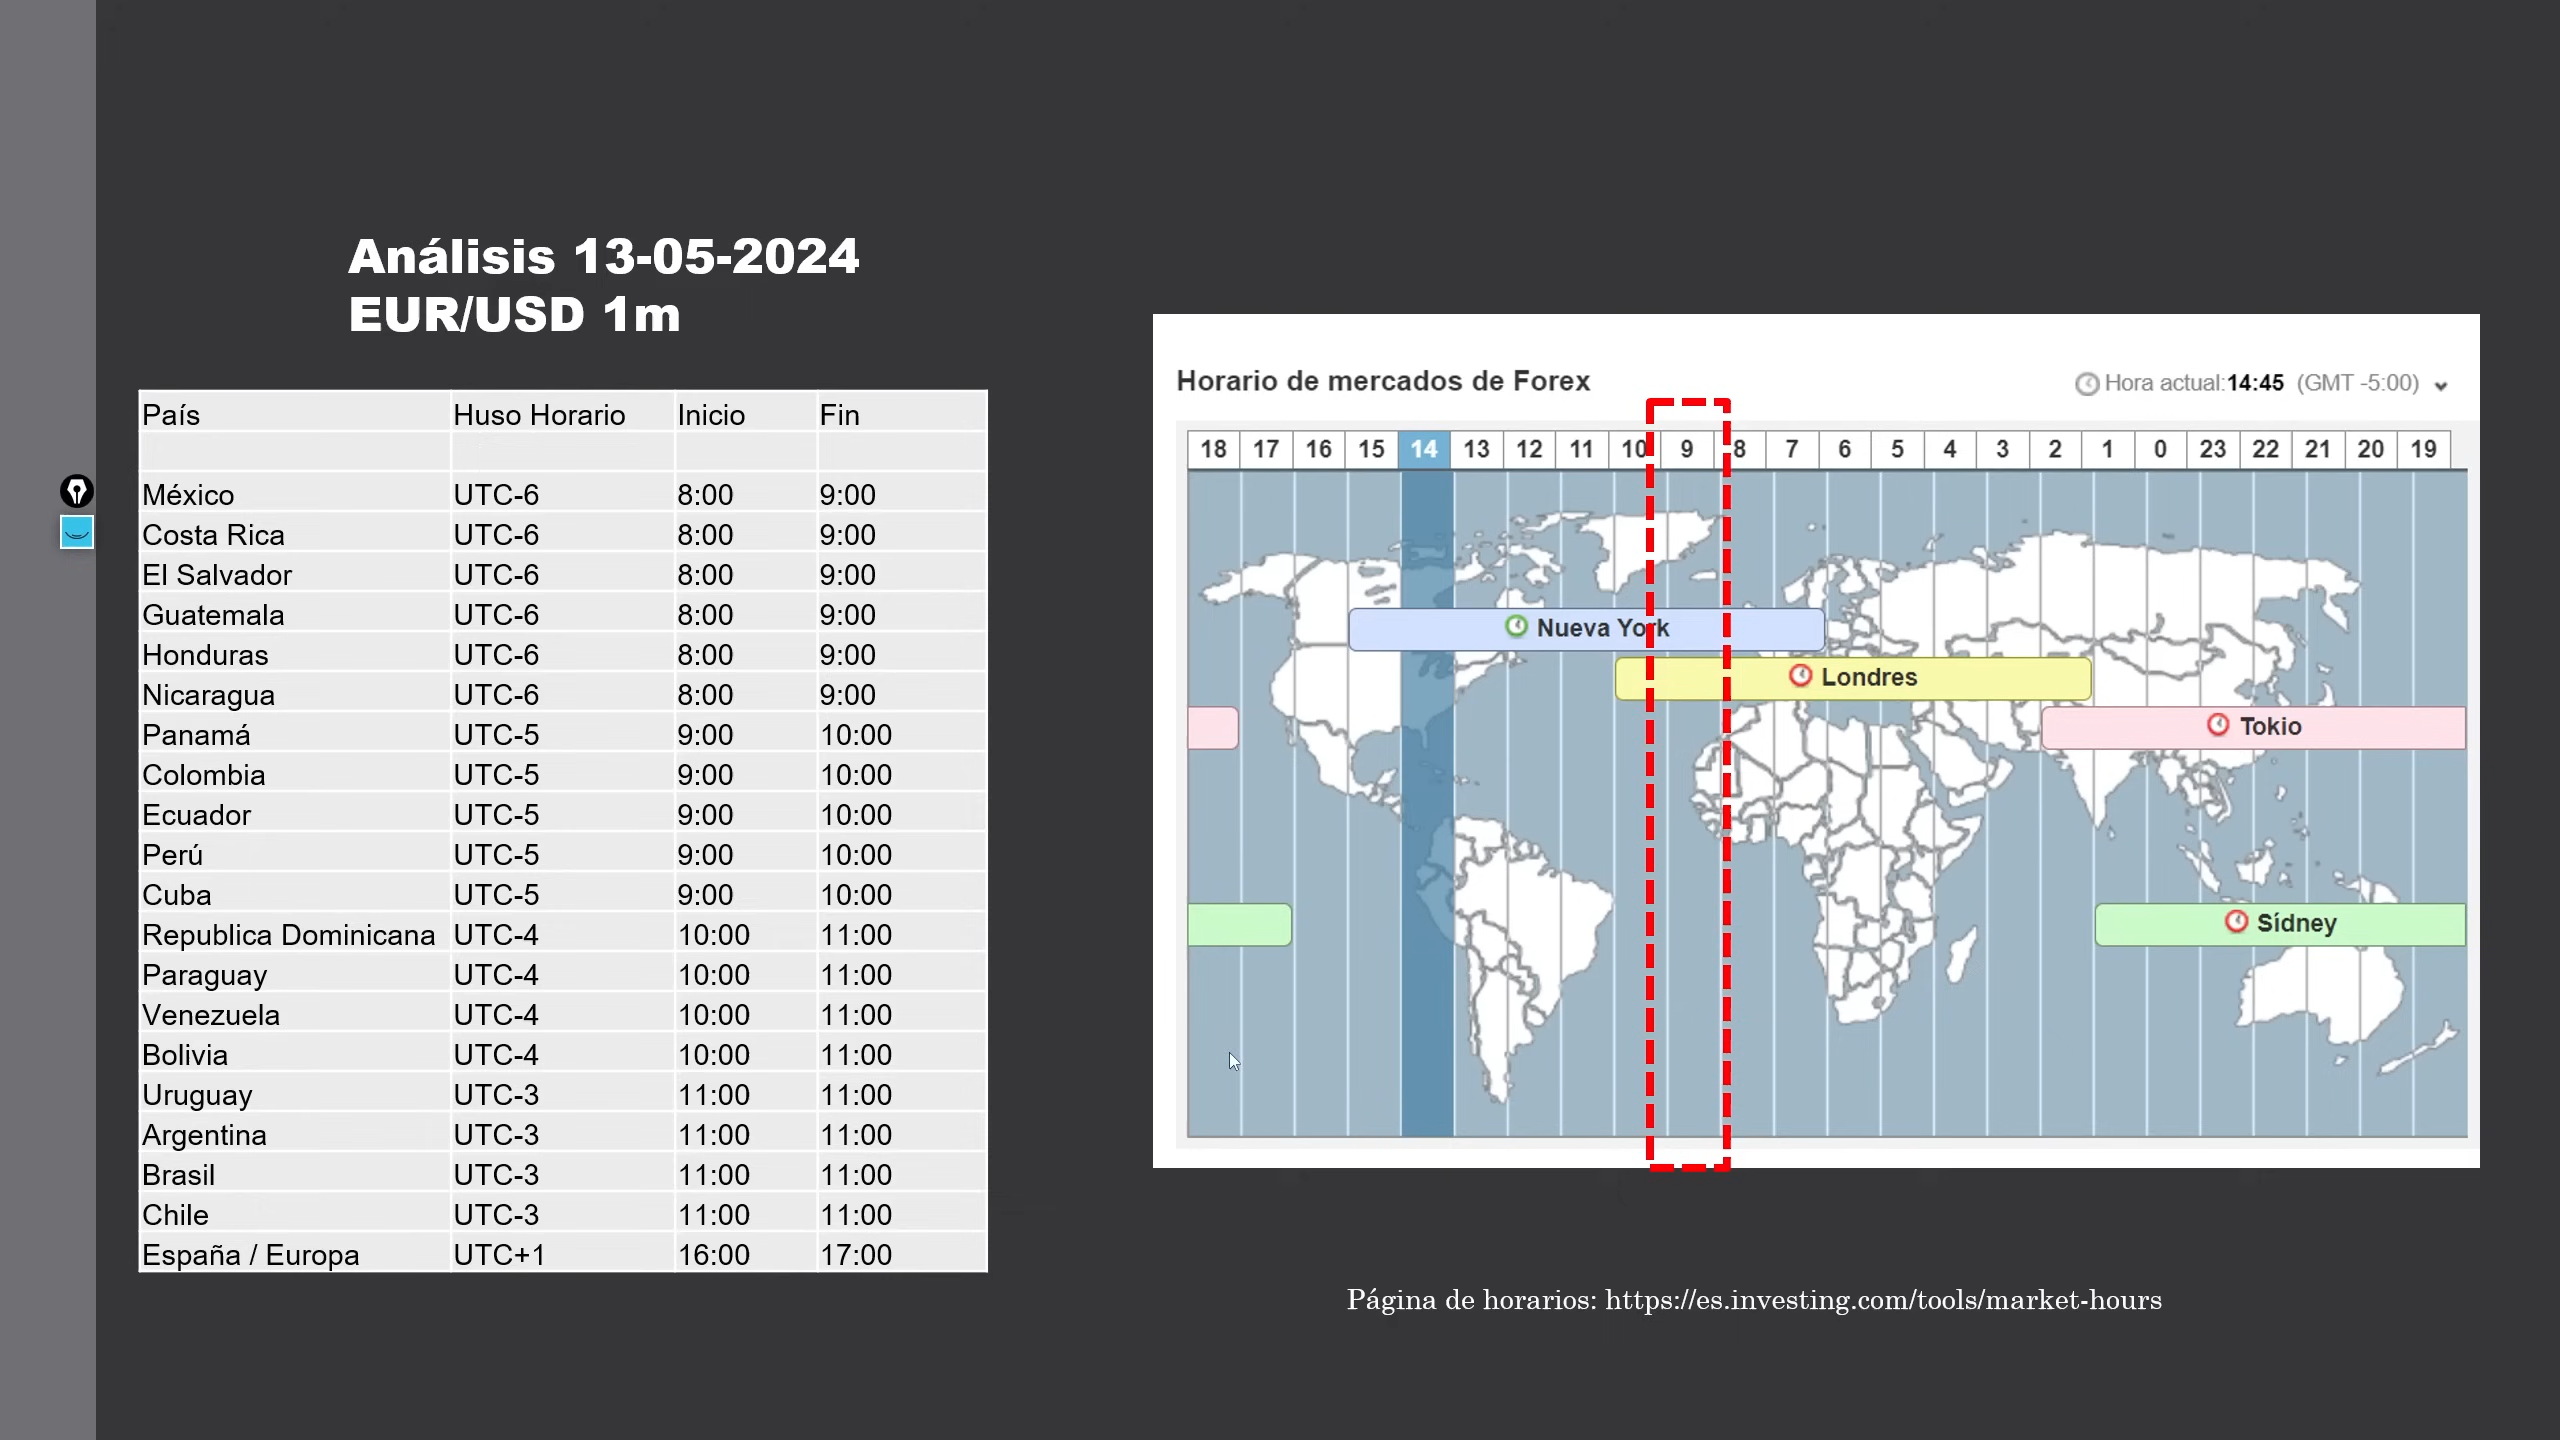 Análisis 13-05-2024
EUR/USD 1m
País Huso Horario Inicio Fin
México UTC-6 8:00 9:00
Costa Rica UTC-6 8:00 9:00
El Salvador UTC-6 8:00 9:00
Guatemala UTC-6 8:00 9:00
Honduras UTC-6 8:00 9:00
Nicaragua UTC-6 8:00 9:00
Panamá UTC-5 9:00 10:00
Colombia UTC-5 9:00 10:00
Ecuador UTC-5 9:00 10:00
Perú UTC-5 9:00 10:00
Cuba UTC-5 9:00 10:00
Republica Dominicana UTC-4 10:00 11:00
Paraguay UTC-4 10:00 11:00
Venezuela UTC-4 10:00 11:00
Bolivia UTC-4 10:00 11:00
Uruguay UTC-3 11:00 11:00
Argentina UTC-3 11:00 11:00
Brasil UTC-3 11:00 11:00
Chile UTC-3 11:00 11:00
España / Europa UTC+1 16:00 17:00
Horario de mercados de Forex
Hora actual:14:45 (GMT -5:00)
18 17 16 15 14 13 12 11 10 9 8 7 6 5 4 3 2 1 0 23 22 21 20 19
Nueva York
Londres
Tokio
Sídney
Página de horarios: https://es.investing.com/tools/market-hours